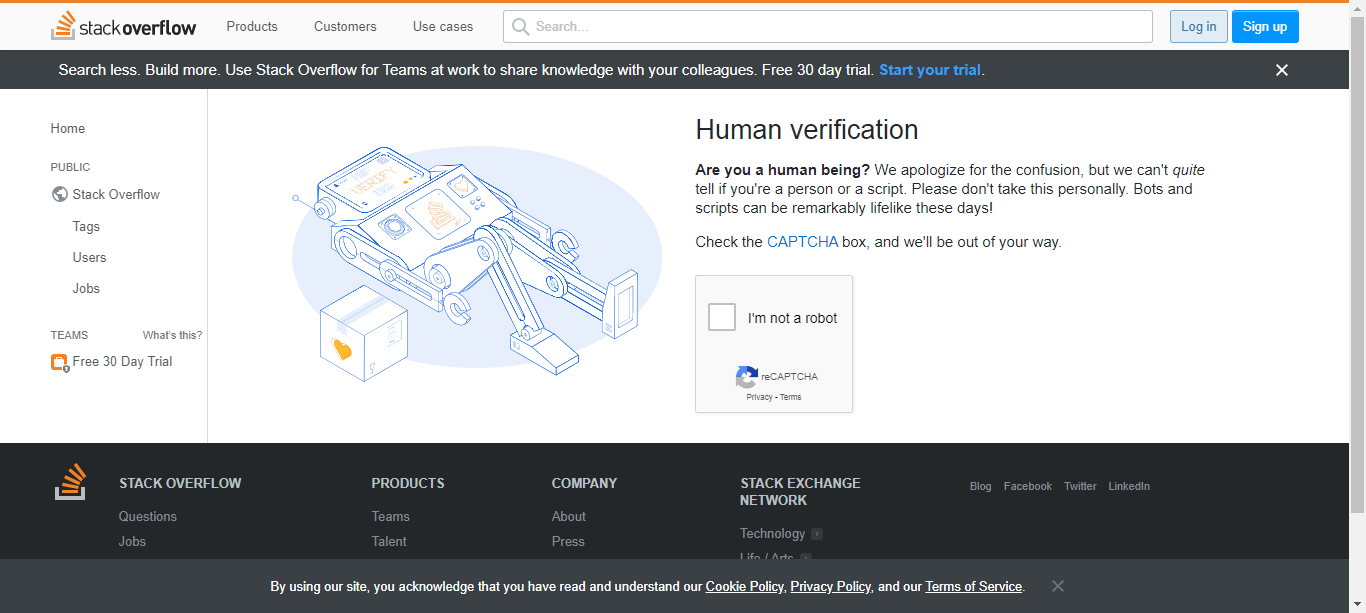 stackoverflow
Products
Customers
Use cases
Search...
Log in
Sign up
Search less. Build more. Use Stack Overflow for Teams at work to share knowledge with your colleagues. Free 30 day trial. Start your trial.
Home
PUBLIC
Stack Overflow
Tags
Users
Jobs
TEAMS What's this?
Free 30 Day Trial
VERIFY
Human verification
Are you a human being? We apologize for the confusion, but we can't quite
tell if you're a person or a script. Please don't take this personally. Bots and
scripts can be remarkably lifelike these days!
Check the CAPTCHA box, and we'll be out of your way.
I'm not a robot
reCAPTCHA
Privacy - Terms
STACK OVERFLOW
Questions
Jobs
PRODUCTS
Teams
Talent
COMPANY
About
Press
STACK EXCHANGE
NETWORK
Technology
Life / Arts
Blog Facebook Twitter LinkedIn
By using our site, you acknowledge that you have read and understand our Cookie Policy, Privacy Policy, and our Terms of Service.